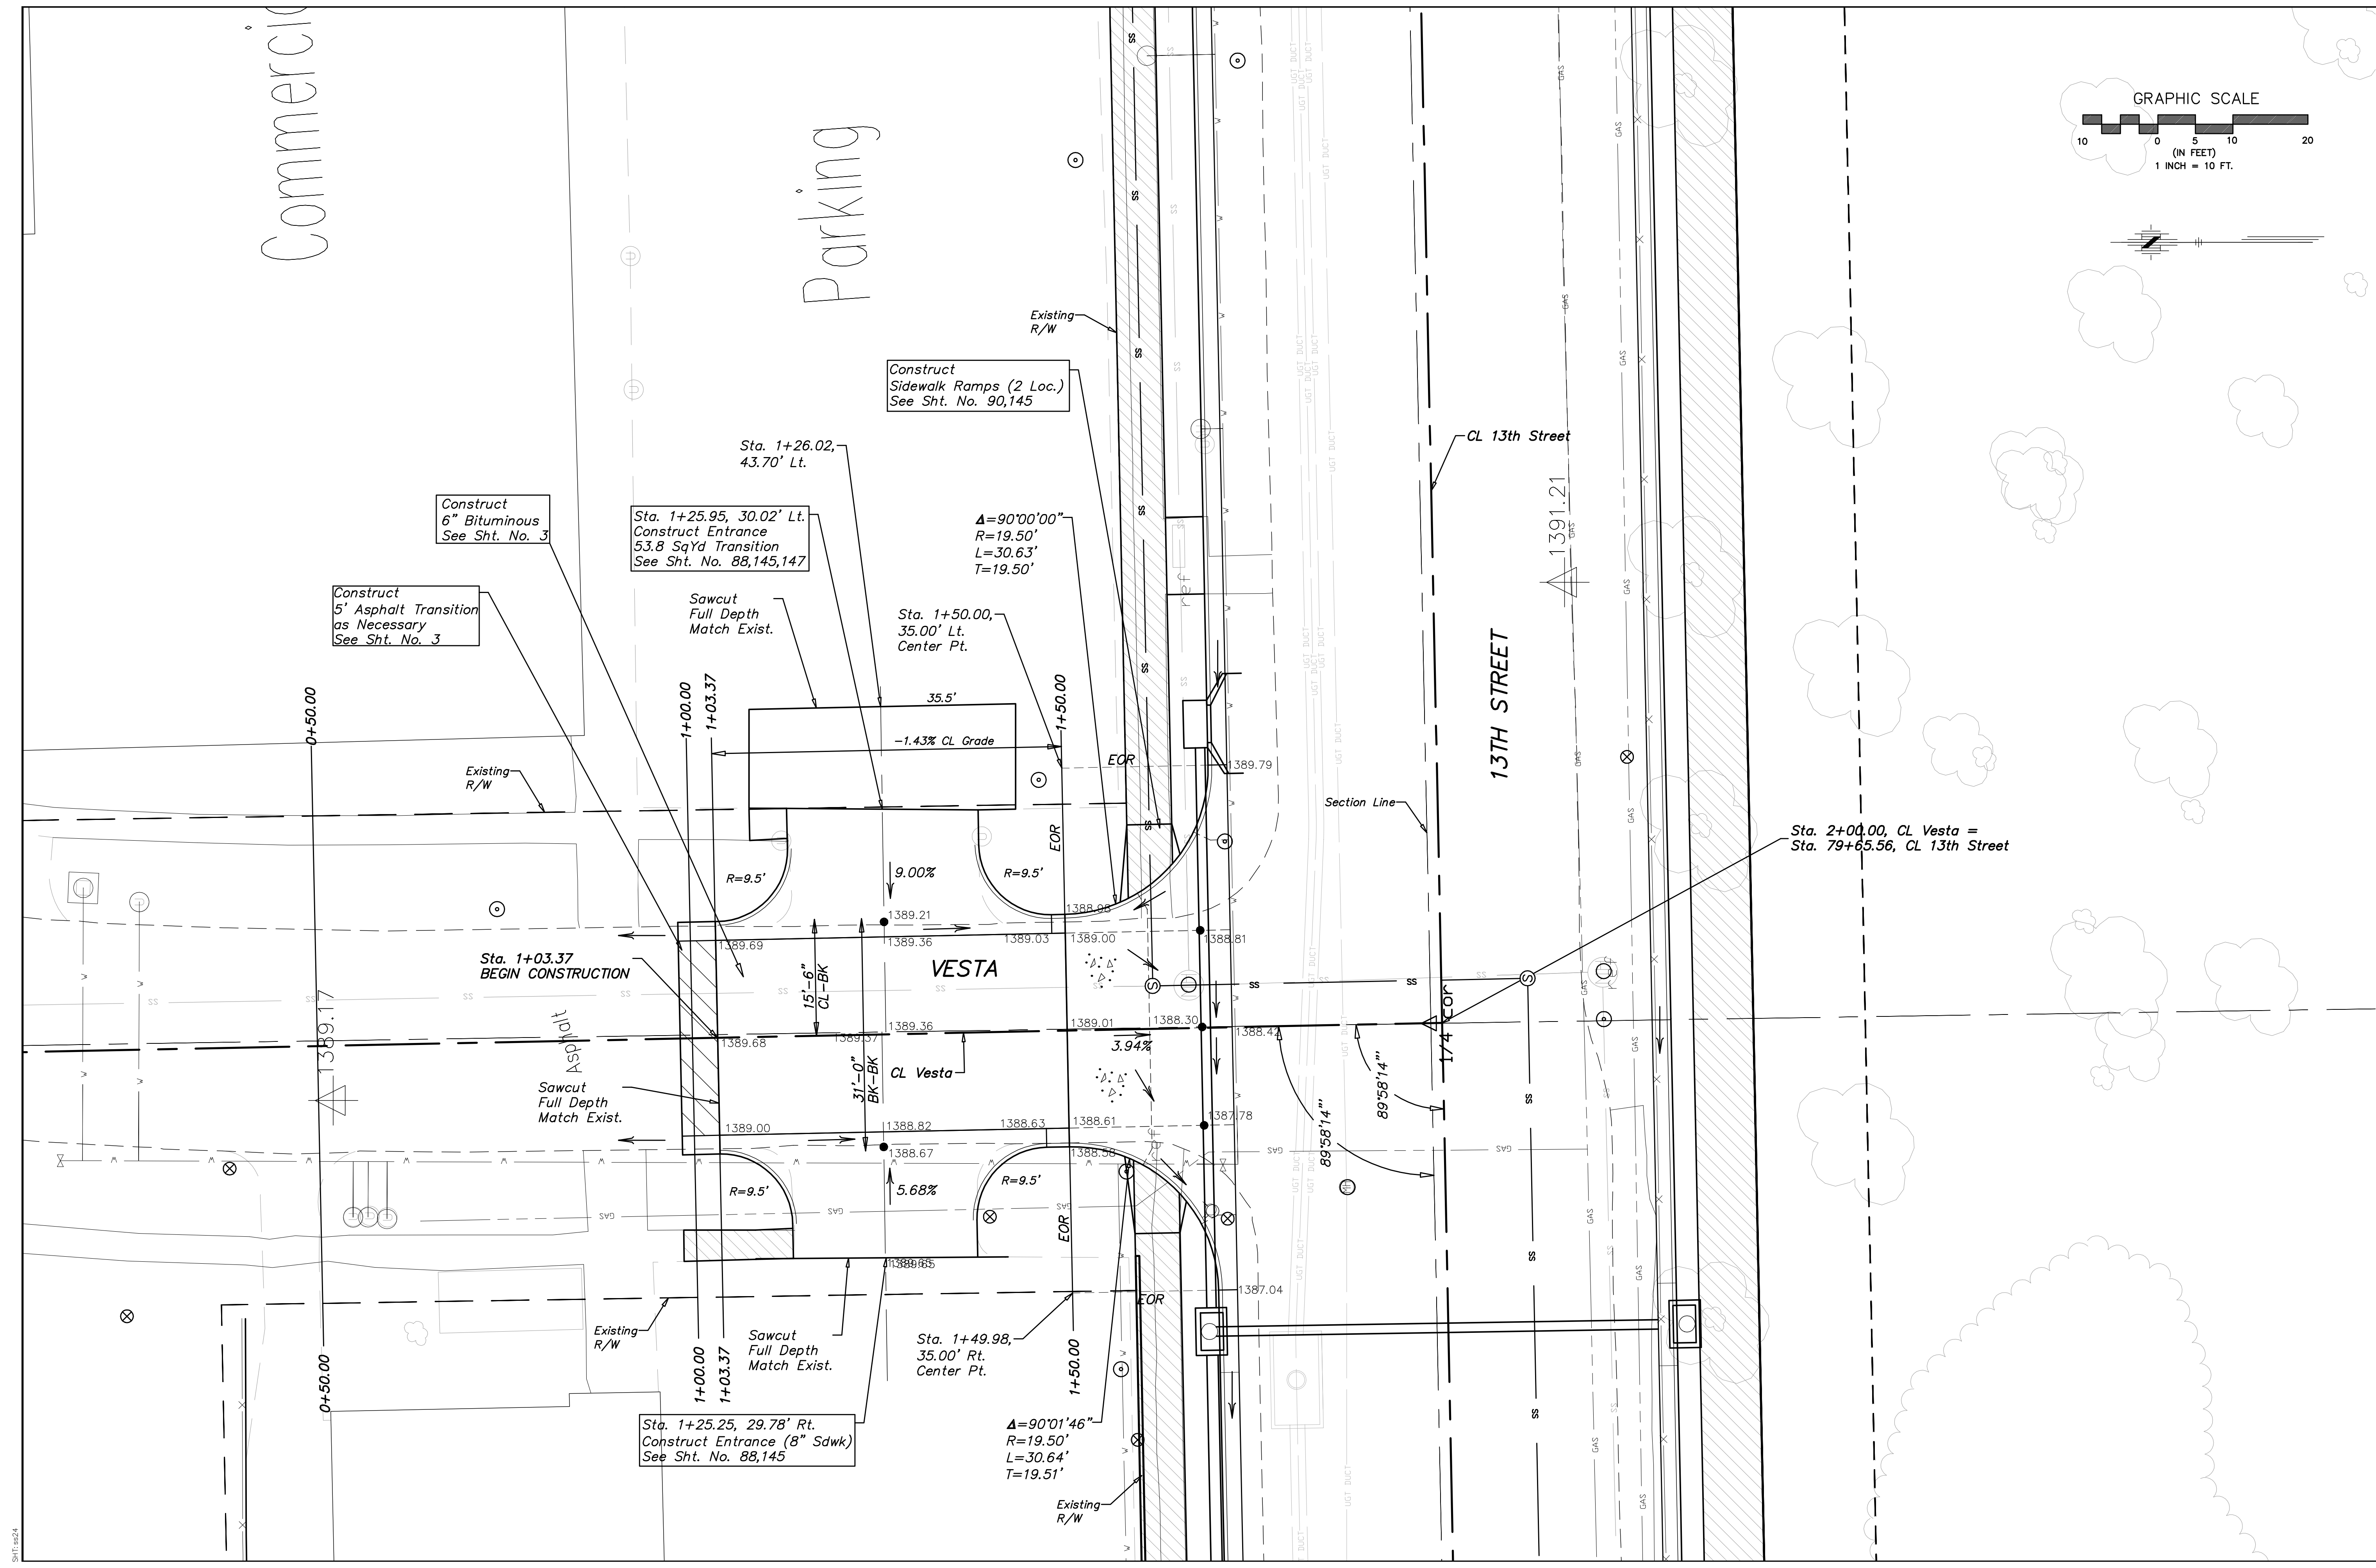 Commerci
Parking
GRAPHIC SCALE
10 0 5 10 20
(IN FEET)
1 INCH = 10 FT.
Existing
R/W
Construct
Sidewalk Ramps (2 Loc.)
See Sht. No. 90,145
CL 13th Street
Sta. 1+26.02,
43.70' Lt.
Construct
6" Bituminous
See Sht. No. 3
Sta. 1+25.95, 30.02' Lt.
Construct Entrance
53.8 SqYd Transition
See Sht. No. 88,145,147
Δ=90°00'00"
R=19.50'
L=30.63'
T=19.50'
1391.21
Construct
5' Asphalt Transition
as Necessary
See Sht. No. 3
Sawcut
Full Depth
Match Exist.
Sta. 1+50.00,
35.00' Lt.
Center Pt.
13TH STREET
0+50.00
1+00.00
1+03.37
35.5'
1+50.00
-1.43% CL Grade
EOR
1389.79
Existing
R/W
Section Line
EOR
Sta. 2+00.00, CL Vesta =
Sta. 79+65.56, CL 13th Street
R=9.5'
9.00%
R=9.5'
1389.21
1388.98
1389.69
1389.36
1389.03
1389.00
1388.81
Sta. 1+03.37
BEGIN CONSTRUCTION
15'-6"
CL-BK
VESTA
1389.17
Asphalt
1389.36
1389.01
1388.30
1388.42
1389.68
1389.37
3.94%
1/4 Cor
31'-0"
BK-BK
CL Vesta
89°58'14"'
89°58'14"'
Sawcut
Full Depth
Match Exist.
1389.00
1388.82
1388.63
1388.61
1387.78
1388.67
1388.58
R=9.5'
5.68%
R=9.5'
EOR
GAS
SS
UGT DUCT
W
MH
EOR
1387.04
Existing
R/W
Sawcut
Full Depth
Match Exist.
Sta. 1+49.98,
35.00' Rt.
Center Pt.
0+50.00
1+00.00
1+03.37
1+50.00
Sta. 1+25.25, 29.78' Rt.
Construct Entrance (8" Sdwk)
See Sht. No. 88,145
Δ=90°01'46"
R=19.50'
L=30.64'
T=19.51'
Existing
R/W
SHT:ss24